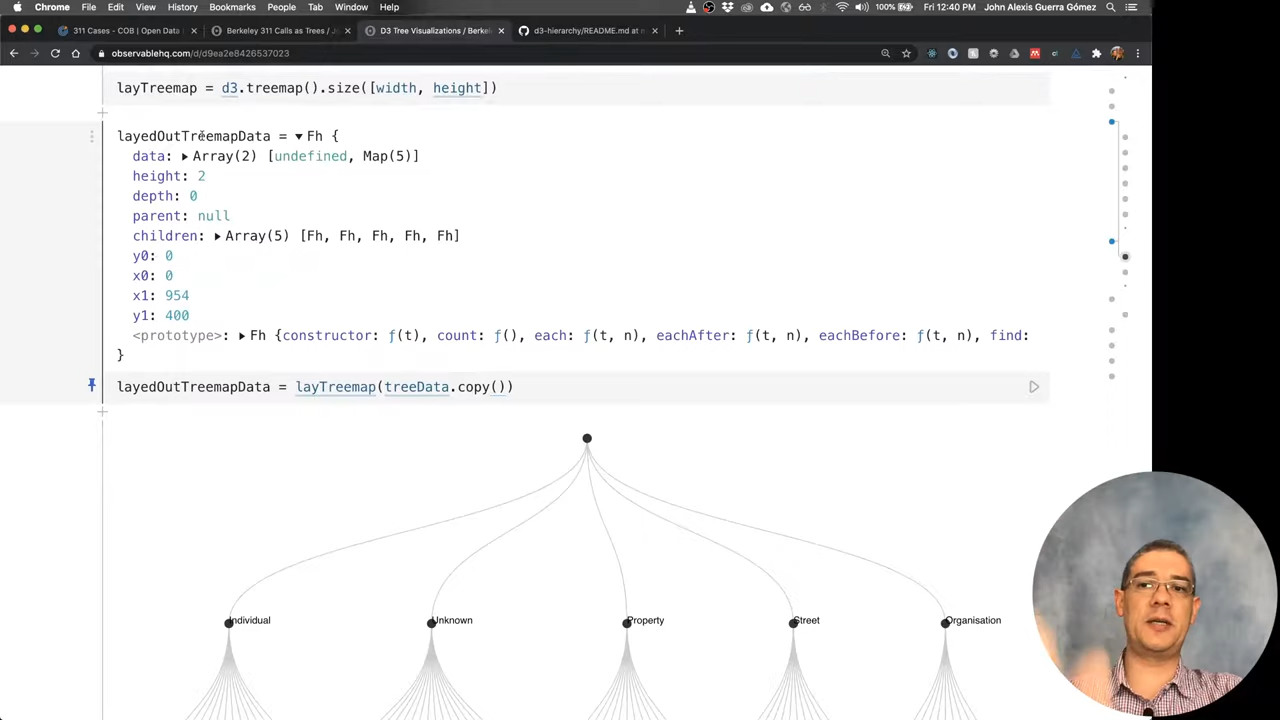 Chrome File Edit View History Bookmarks People Tab Window Help 100% Fri 12:40 PM John Alexis Guerra Gómez
311 Cases - COB | Open Data Berkeley 311 Calls as Trees / D3 Tree Visualizations / Berke d3-hierarchy/README.md at
observablehq.com/d/d9ea2e8426537023
layTreemap = d3.treemap().size([width, height])
layedOutTreemapData = ▼ Fh {
data: ▶ Array(2) [undefined, Map(5)]
height: 2
depth: 0
parent: null
children: ▶ Array(5) [Fh, Fh, Fh, Fh, Fh]
y0: 0
x0: 0
x1: 954
y1: 400
<prototype>: ▶ Fh {constructor: ƒ(t), count: ƒ(), each: ƒ(t, n), eachAfter: ƒ(t, n), eachBefore: ƒ(t, n), find:
}
layedOutTreemapData = layTreemap(treeData.copy())
Individual Unknown Property Street Organisation